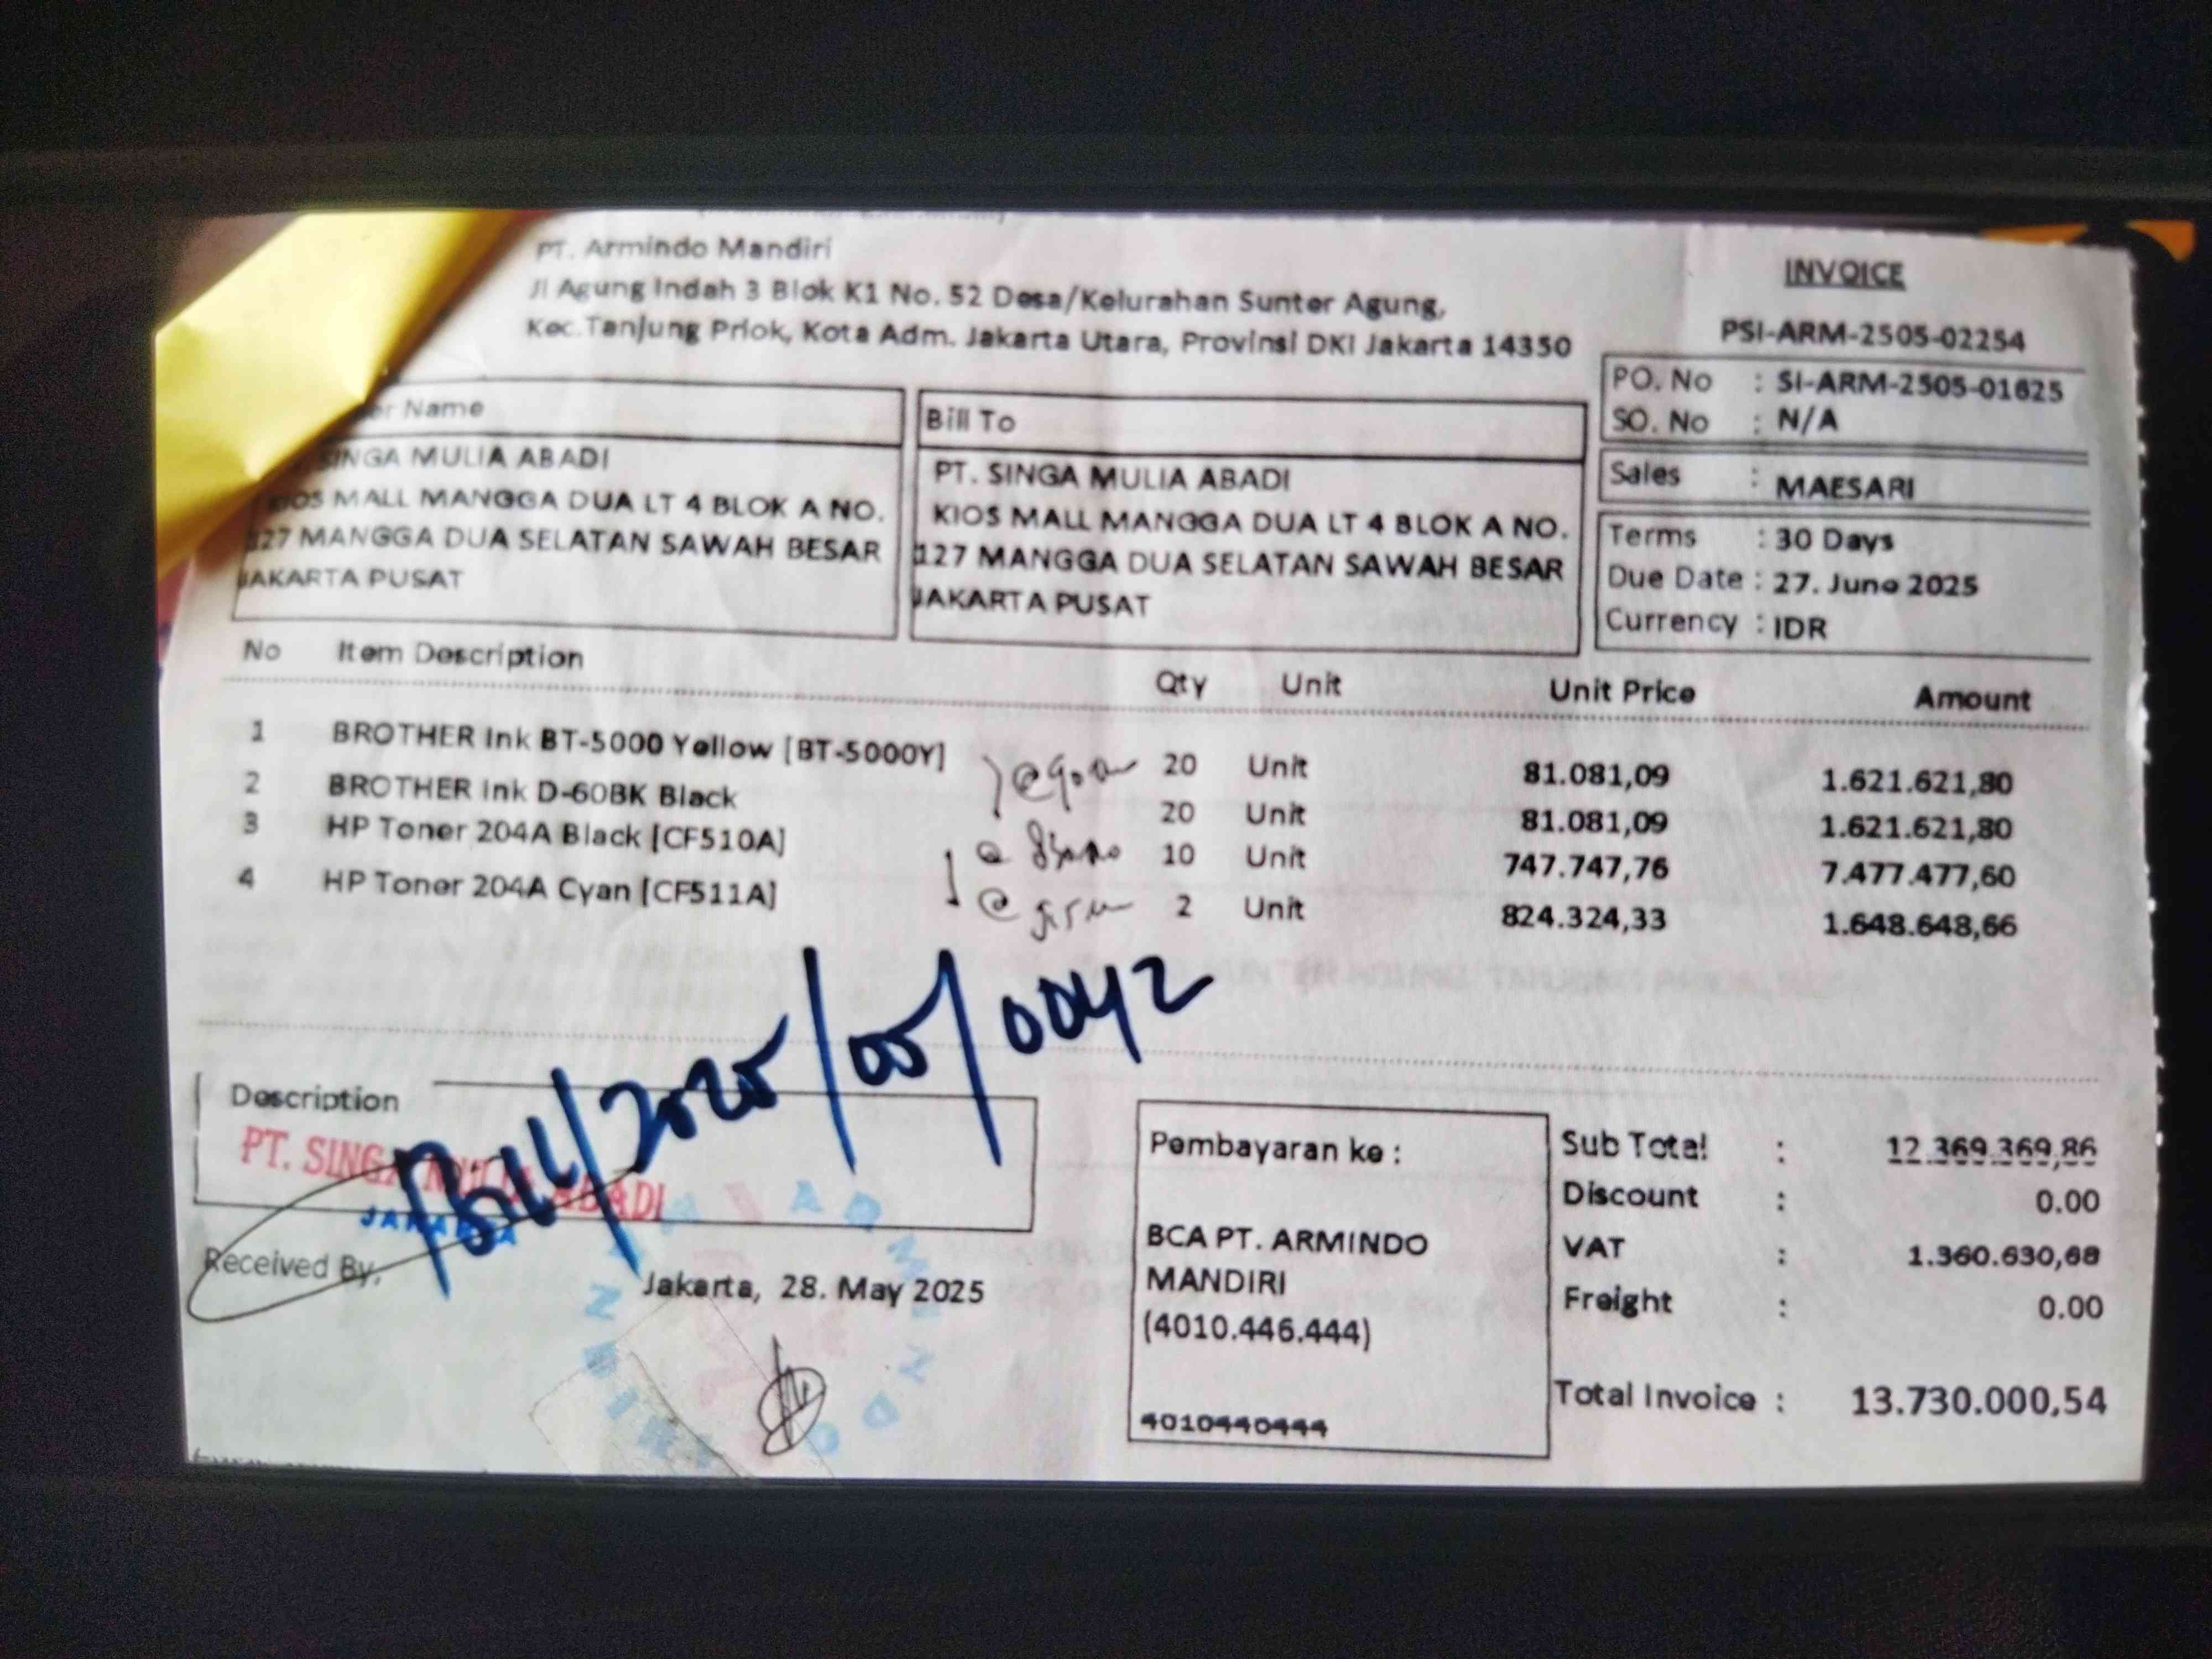 PT. Armindo Mandiri
Jl Agung Indah 3 Blok K1 No. 52 Desa/Kelurahan Sunter Agung,
Kec.Tanjung Priok, Kota Adm. Jakarta Utara, Provinsi DKI Jakarta 14350
INVOICE
PSI-ARM-2505-02254
PO. No : SI-ARM-2505-01625
SO. No : N/A
Sales : MAESARI
Terms : 30 Days
Due Date : 27. June 2025
Currency : IDR
Name
SINGA MULIA ABADI
KIOS MALL MANGGA DUA LT 4 BLOK A NO.
127 MANGGA DUA SELATAN SAWAH BESAR
JAKARTA PUSAT
Bill To
PT. SINGA MULIA ABADI
KIOS MALL MANGGA DUA LT 4 BLOK A NO.
127 MANGGA DUA SELATAN SAWAH BESAR
JAKARTA PUSAT
No Item Description Qty Unit Unit Price Amount
1 BROTHER Ink BT-5000 Yellow [BT-5000Y] 20 Unit 81.081,09 1.621.621,80
2 BROTHER Ink D-60BK Black 20 Unit 81.081,09 1.621.621,80
3 HP Toner 204A Black [CF510A] 10 Unit 747.747,76 7.477.477,60
4 HP Toner 204A Cyan [CF511A] 2 Unit 824.324,33 1.648.648,66
Bill/2025/05/0042
Description
PT. SINGA MULIA ABADI
JAKARTA
Received By,
Jakarta, 28. May 2025
Pembayaran ke :
BCA PT. ARMINDO
MANDIRI
(4010.446.444)
Sub Total : 12.369.369,86
Discount : 0.00
VAT : 1.360.630,68
Freight : 0.00
Total Invoice : 13.730.000,54